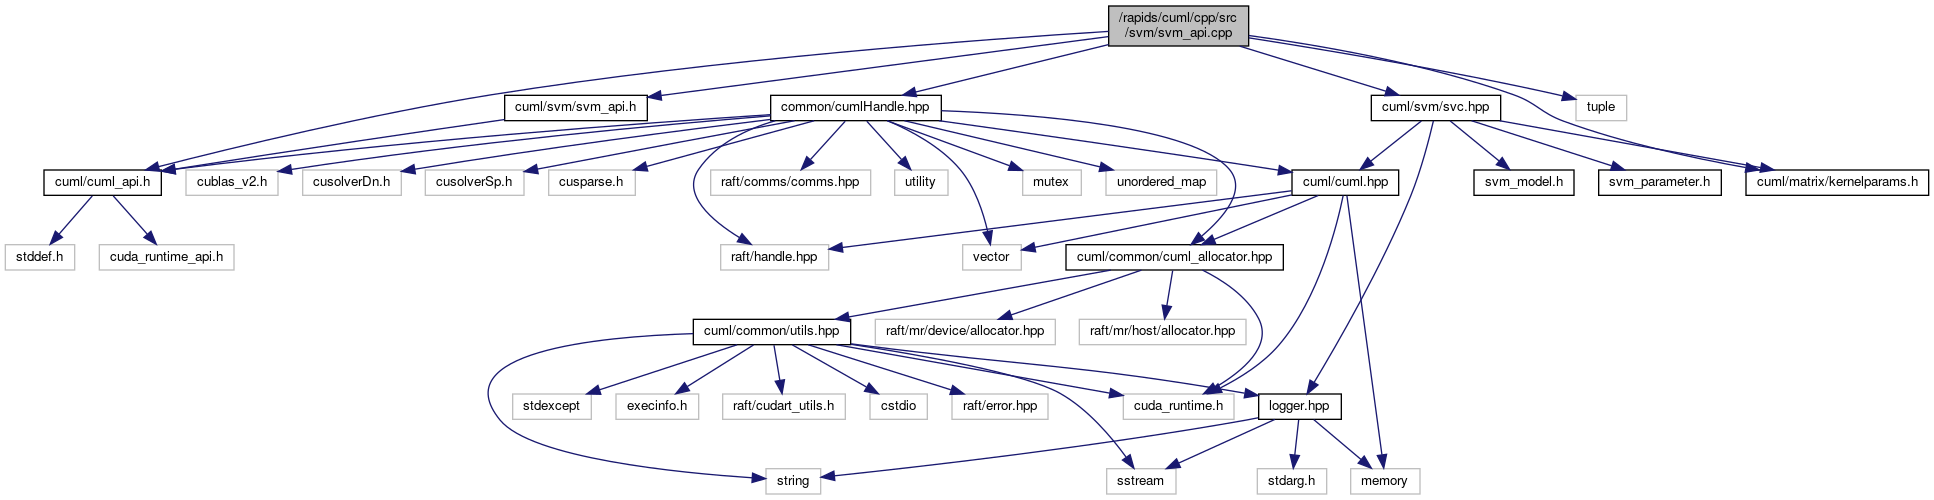 /rapids/cuml/cpp/src
/svm/svm_api.cpp
cuml/svm/svm_api.h
common/cumlHandle.hpp
cuml/svm/svc.hpp
tuple
cuml/cuml_api.h
cublas_v2.h
cusolverDn.h
cusolverSp.h
cusparse.h
raft/comms/comms.hpp
utility
mutex
unordered_map
cuml/cuml.hpp
svm_model.h
svm_parameter.h
cuml/matrix/kernelparams.h
stddef.h
cuda_runtime_api.h
raft/handle.hpp
vector
cuml/common/cuml_allocator.hpp
cuml/common/utils.hpp
raft/mr/device/allocator.hpp
raft/mr/host/allocator.hpp
stdexcept
execinfo.h
raft/cudart_utils.h
cstdio
raft/error.hpp
cuda_runtime.h
logger.hpp
string
sstream
stdarg.h
memory